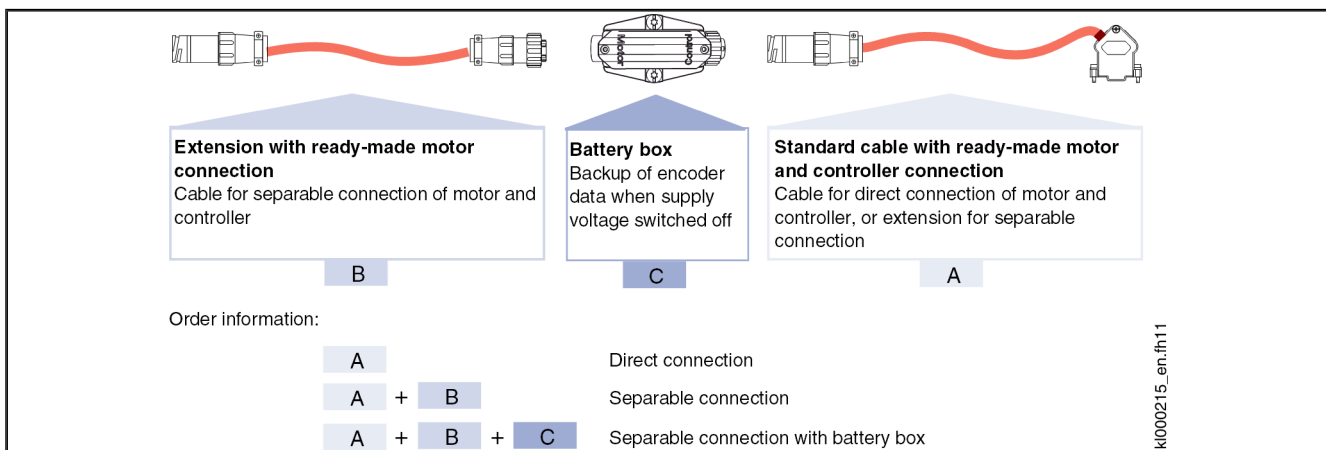 Motor
Control
Extension with ready-made motor
connection
Cable for separable connection of motor and
controller
B
Battery box
Backup of encoder
data when supply
voltage switched off
C
Standard cable with ready-made motor
and controller connection
Cable for direct connection of motor and
controller, or extension for separable
connection
A
Order information:
A Direct connection
A + B Separable connection
A + B + C Separable connection with battery box
kl000215_en.fh11